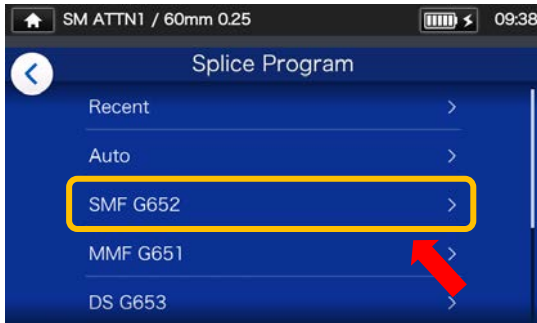 SM ATTN1 / 60mm 0.25 09:38
Splice Program
Recent
Auto
SMF G652
MMF G651
DS G653